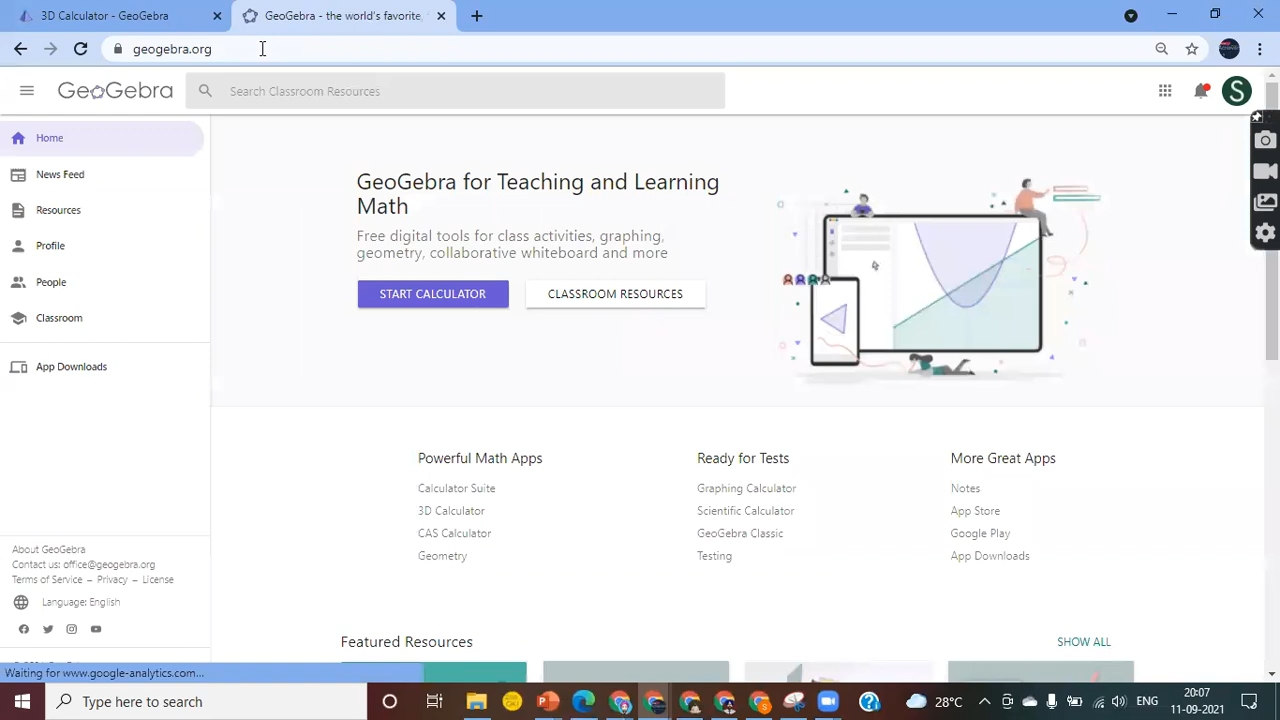 3D Calculator - GeoGebra
GeoGebra - the world's favorite,
geogebra.org
GeoGebra
Search Classroom Resources
S
Home
News Feed
Resources
Profile
People
Classroom
App Downloads
GeoGebra for Teaching and Learning
Math
Free digital tools for class activities, graphing,
geometry, collaborative whiteboard and more
START CALCULATOR
CLASSROOM RESOURCES
Powerful Math Apps
Calculator Suite
3D Calculator
CAS Calculator
Geometry
Ready for Tests
Graphing Calculator
Scientific Calculator
GeoGebra Classic
Testing
More Great Apps
Notes
App Store
Google Play
App Downloads
About GeoGebra
Contact us: office@geogebra.org
Terms of Service – Privacy – License
Language: English
Featured Resources
SHOW ALL
Waiting for www.google-analytics.com...
Type here to search
28°C
ENG
20:07
11-09-2021